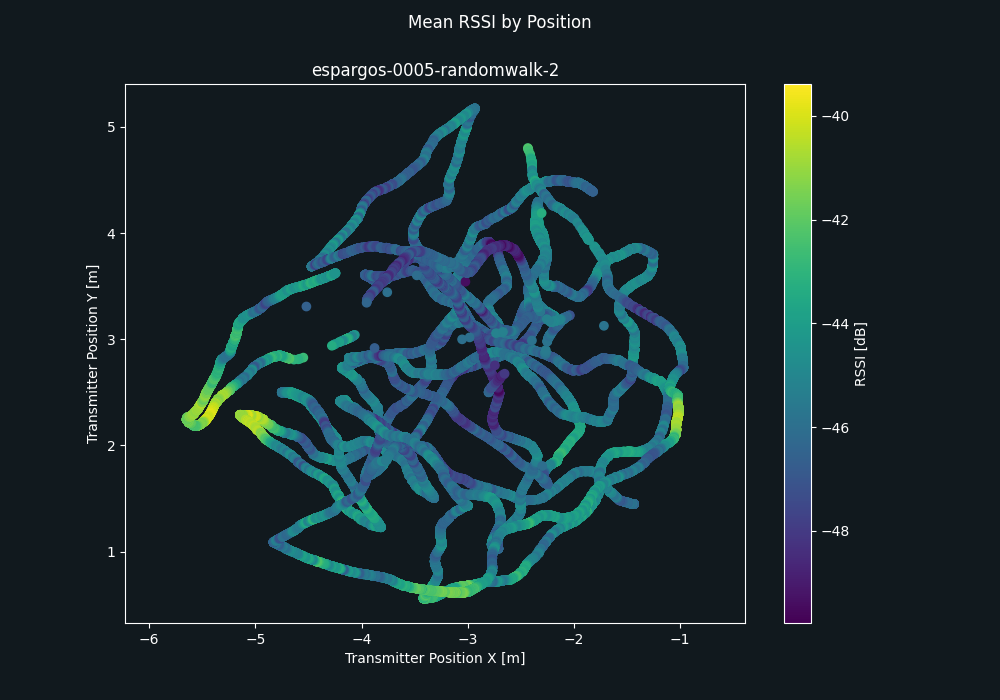 Mean RSSI by Position
espargos-0005-randomwalk-2
Transmitter Position Y [m]
5
4
3
2
1
−6 −5 −4 −3 −2 −1
Transmitter Position X [m]
−40
−42
−44
−46
−48
RSSI [dB]